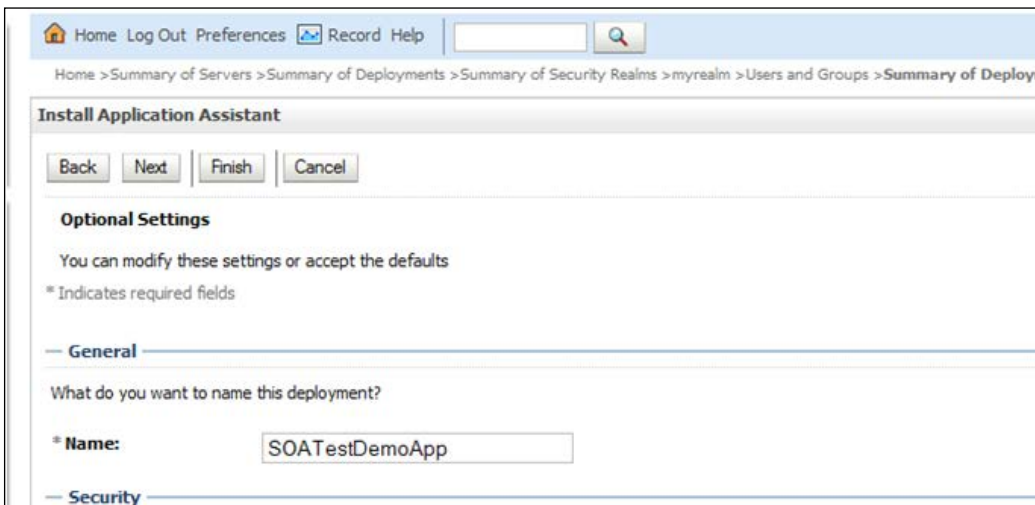 Home Log Out Preferences Record Help
Home >Summary of Servers >Summary of Deployments >Summary of Security Realms >myrealm >Users and Groups >Summary of Deploy
Install Application Assistant
Back Next Finish Cancel
Optional Settings
You can modify these settings or accept the defaults
* Indicates required fields
General
What do you want to name this deployment?
* Name: SOATestDemoApp
Security